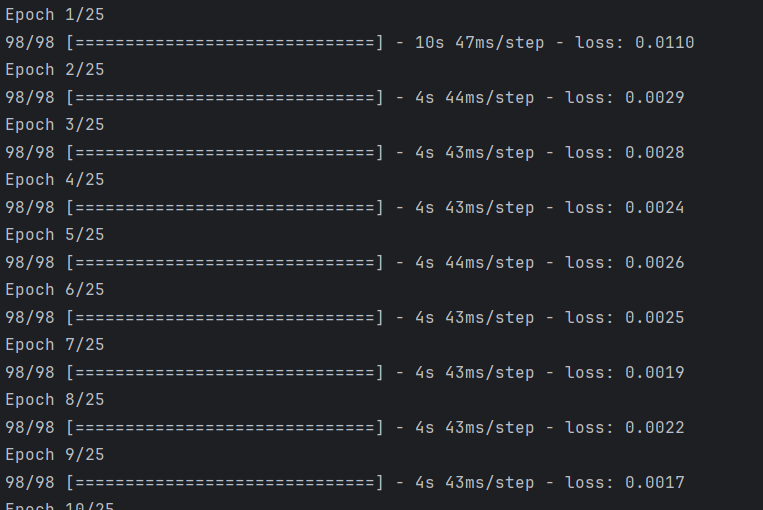 Epoch 1/25
98/98 [==============================] - 10s 47ms/step - loss: 0.0110
Epoch 2/25
98/98 [==============================] - 4s 44ms/step - loss: 0.0029
Epoch 3/25
98/98 [==============================] - 4s 43ms/step - loss: 0.0028
Epoch 4/25
98/98 [==============================] - 4s 43ms/step - loss: 0.0024
Epoch 5/25
98/98 [==============================] - 4s 44ms/step - loss: 0.0026
Epoch 6/25
98/98 [==============================] - 4s 43ms/step - loss: 0.0025
Epoch 7/25
98/98 [==============================] - 4s 43ms/step - loss: 0.0019
Epoch 8/25
98/98 [==============================] - 4s 43ms/step - loss: 0.0022
Epoch 9/25
98/98 [==============================] - 4s 43ms/step - loss: 0.0017
Epoch 10/25